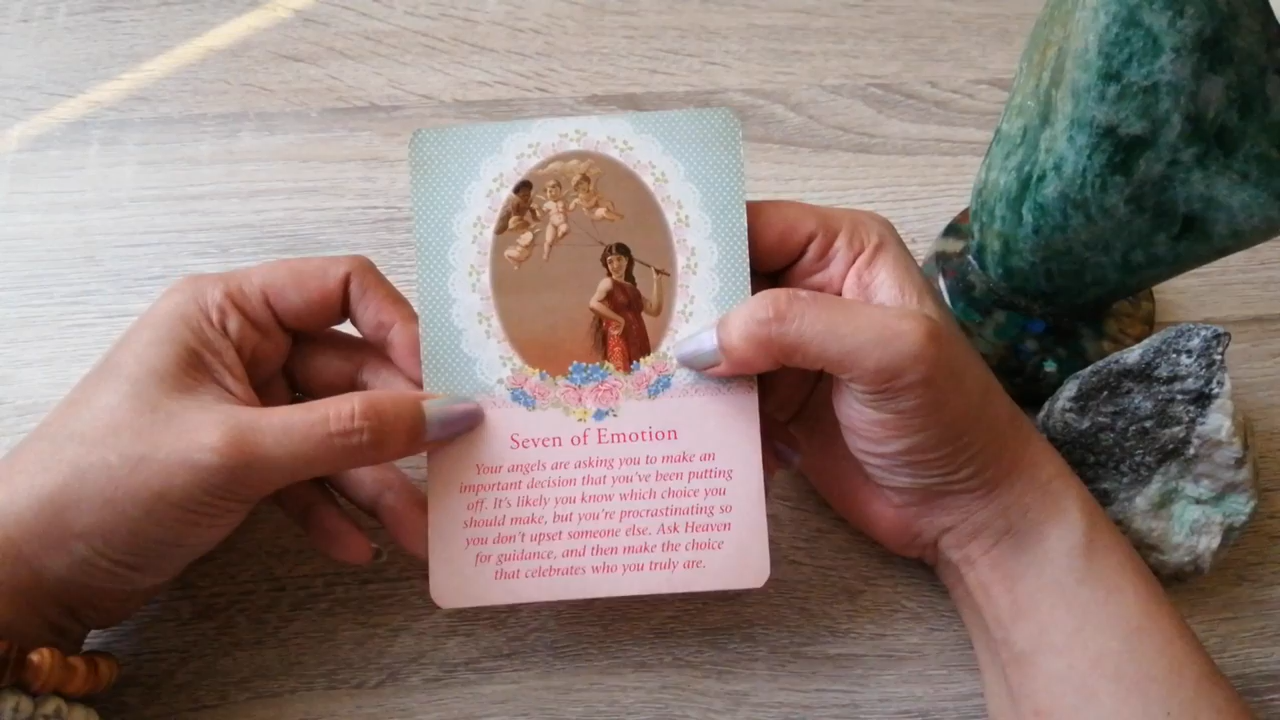 Seven of Emotion
Your angels are asking you to make an
important decision that you've been putting
off. It's likely you know which choice you
should make, but you're procrastinating so
you don't upset someone else. Ask Heaven
for guidance, and then make the choice
that celebrates who you truly are.